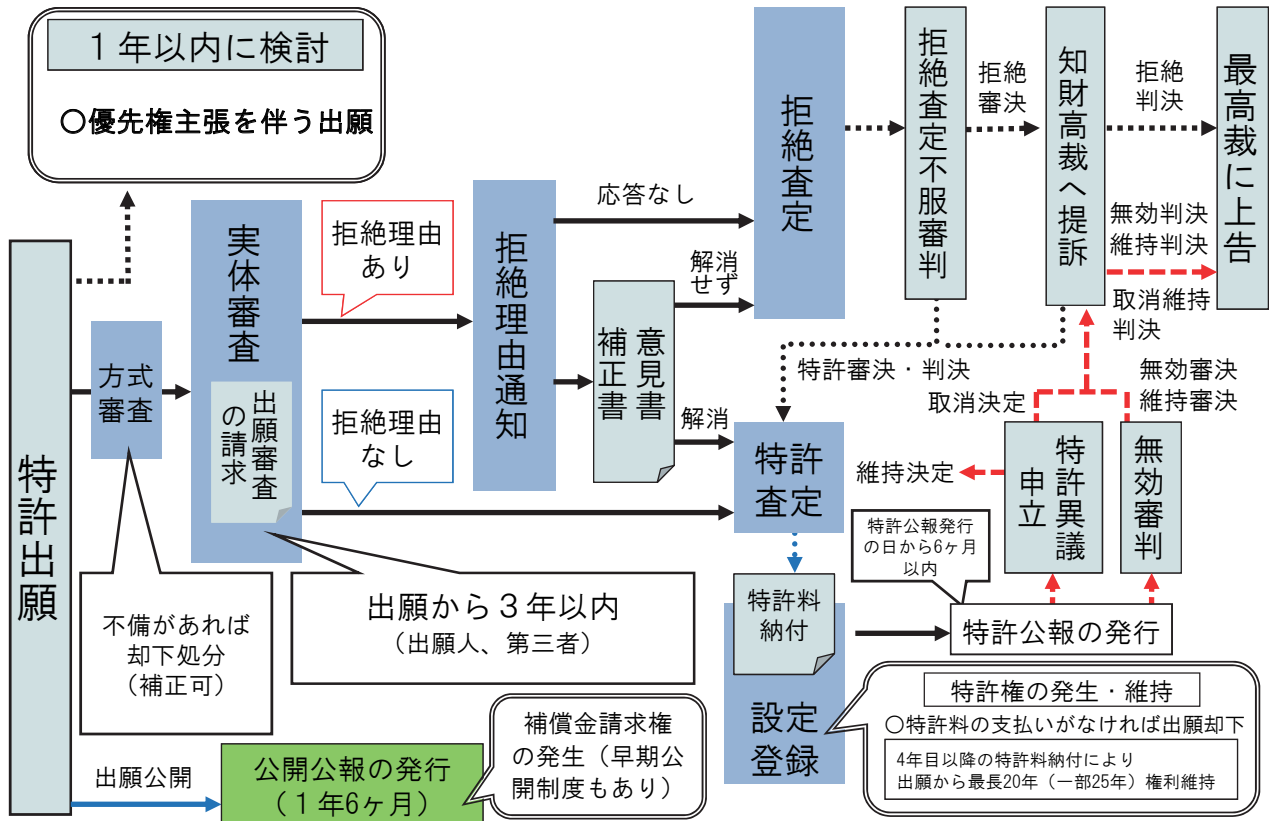 １年以内に検討
〇優先権主張を伴う出願
特許出願
方式
審査
不備があれば
却下処分
（補正可）
実体審査
出願審査
の請求
出願から３年以内
（出願人、第三者）
拒絶理由
あり
拒絶理由
なし
拒絶理由通知
応答なし
意見書
補正書
解消
せず
解消
拒絶査定
拒絶査定不服審判
拒絶
審決
知財高裁へ提訴
拒絶
判決
最高裁に上告
無効判決
維持判決
取消維持
判決
特許審決・判決
特許
査定
取消決定
無効審決
維持審決
維持決定
特許異議
申立
無効審判
特許公報発行
の日から6ヶ月
以内
特許公報の発行
特許料
納付
設定
登録
特許権の発生・維持
〇特許料の支払いがなければ出願却下
4年目以降の特許料納付により
出願から最長20年（一部25年）権利維持
出願公開
公開公報の発行
（１年6ヶ月）
補償金請求権
の発生（早期公
開制度もあり）